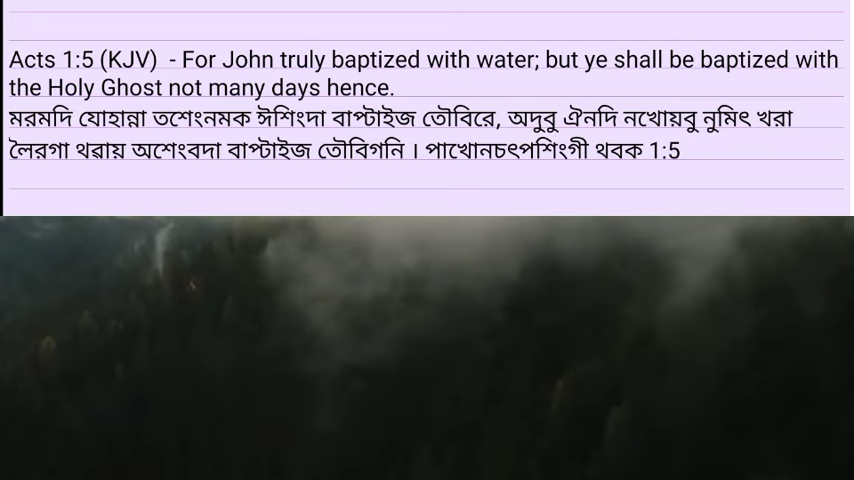 Acts 1:5 (KJV)  - For John truly baptized with water; but ye shall be baptized with
the Holy Ghost not many days hence.
মরমদি যোহান্না তশেংনমক ঈশিংদা বাপ্টাইজ তৌবিরে, অদুবু ঐনদি নখোয়বু নুমিৎ খরা
লৈরগা থৱায় অশেংবদা বাপ্টাইজ তৌবিগনি । পাখোনচৎপশিংগী থবক 1:5